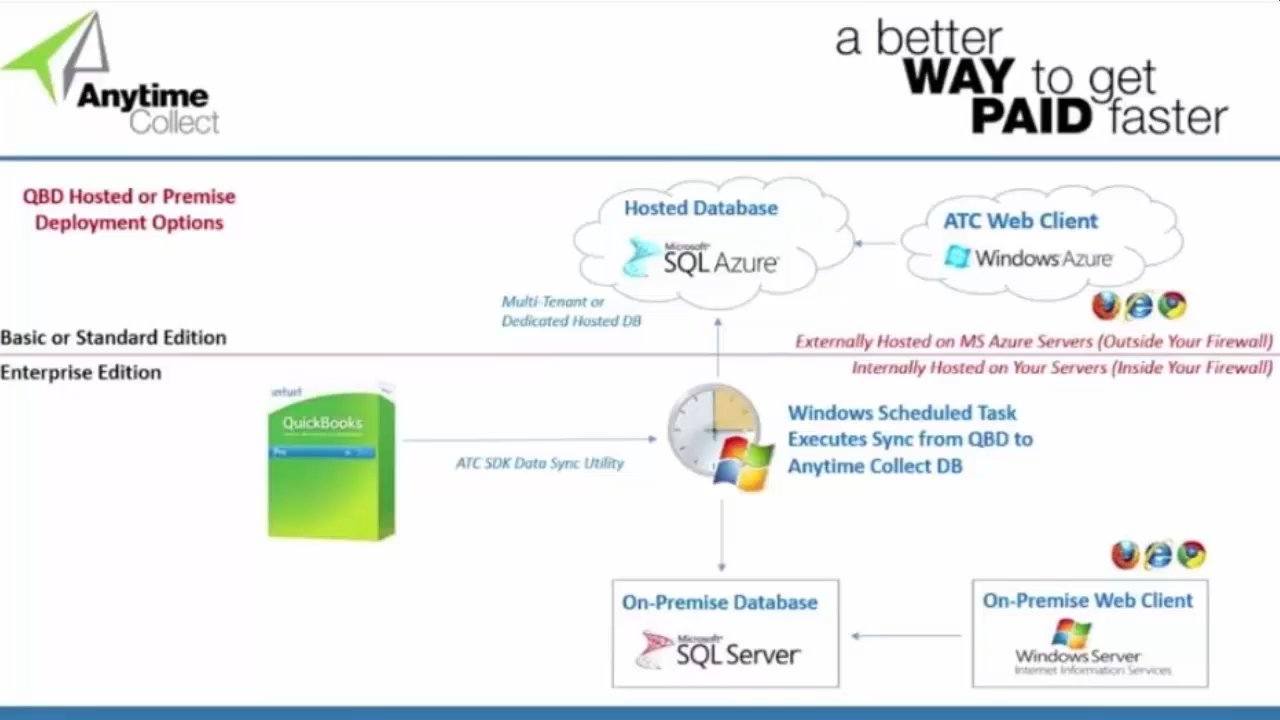 Anytime
Collect
a better
WAY to get
PAID faster
QBD Hosted or Premise
Deployment Options
Hosted Database
Microsoft
SQL Azure
ATC Web Client
Windows Azure
Multi-Tenant or
Dedicated Hosted DB
Basic or Standard Edition
Externally Hosted on MS Azure Servers (Outside Your Firewall)
Enterprise Edition
Internally Hosted on Your Servers (Inside Your Firewall)
intuit
QuickBooks
Pro
ATC SDK Data Sync Utility
Windows Scheduled Task
Executes Sync from QBD to
Anytime Collect DB
On-Premise Database
Microsoft
SQL Server
On-Premise Web Client
Windows Server
Internet Information Services